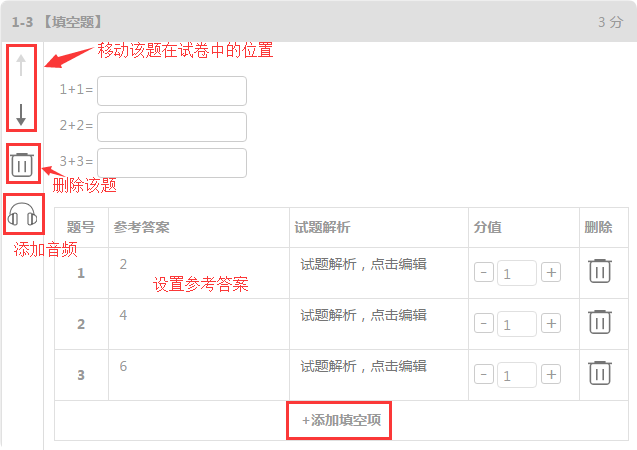 1-3 【填空题】 3 分
移动该题在试卷中的位置
1+1=
2+2=
3+3=
删除该题
添加音频
题号 参考答案 试题解析 分值 删除
1 2 试题解析，点击编辑 - 1 +
设置参考答案
2 4 试题解析，点击编辑 - 1 +
3 6 试题解析，点击编辑 - 1 +
+添加填空项